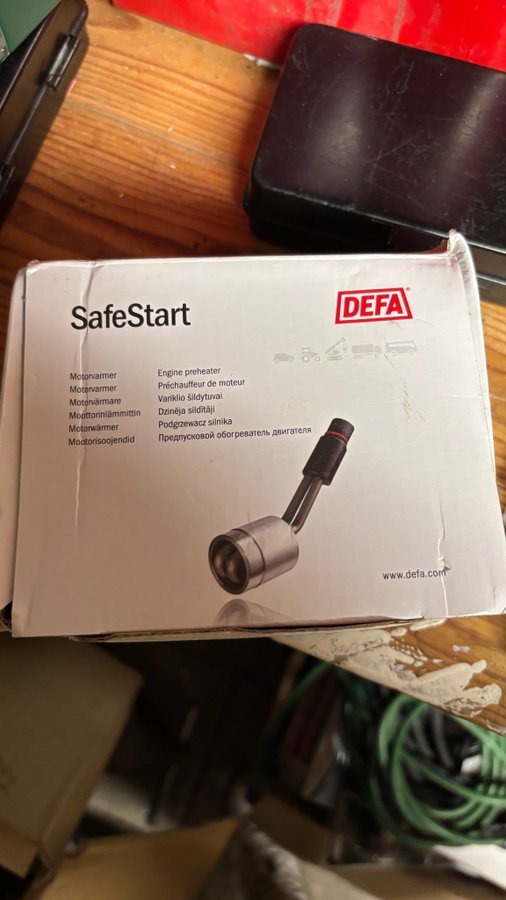 SafeStart
DEFA
Motorvarmer
Motorvarmer
Motorvärmare
Moottorinlämmittin
Motorwärmer
Mootorisoojendid
Engine preheater
Préchauffeur de moteur
Variklio šildytuvai
Dzinēja sildītāji
Podgrzewacz silnika
Предпусковой обогреватель двигателя
www.defa.com